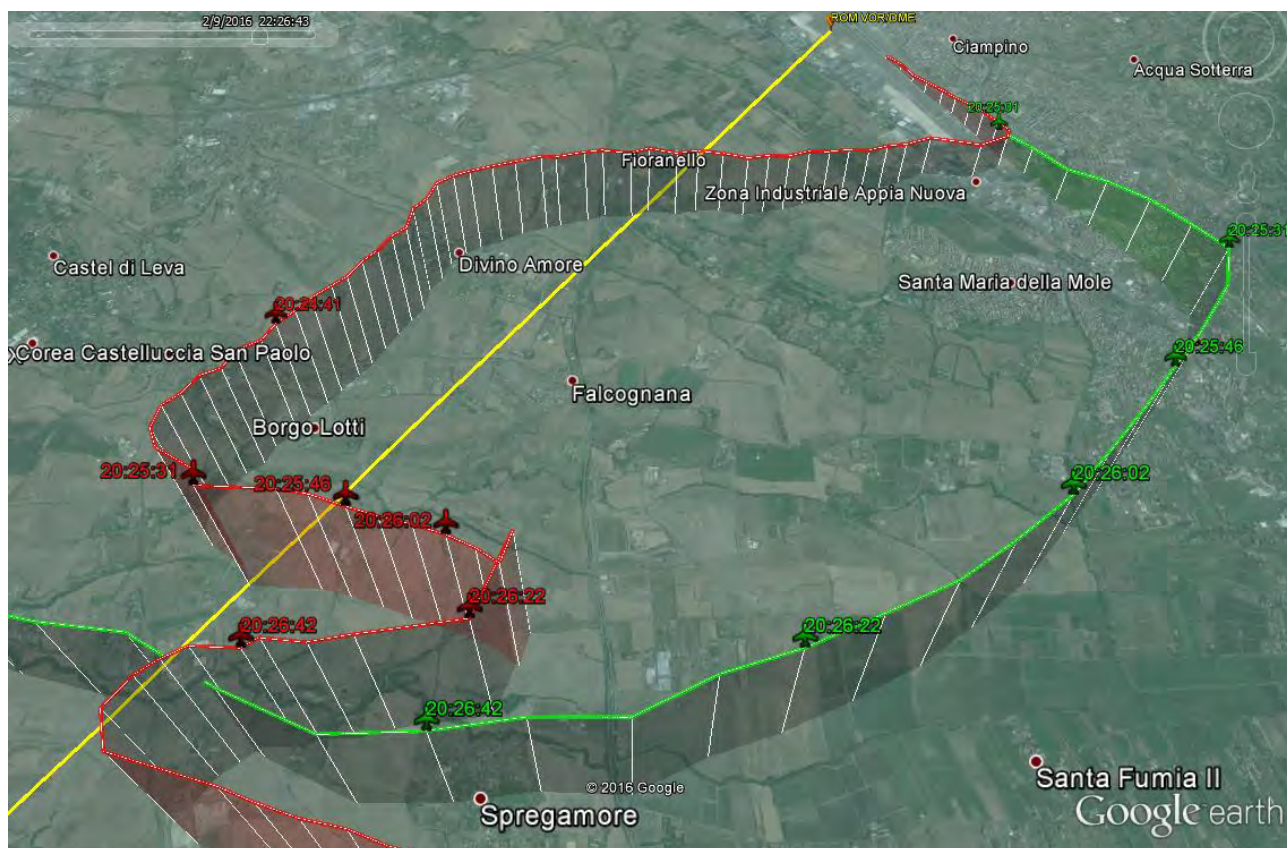 2/9/2016 22:26:43
ROM VOR/DME
Ciampino
Acqua Sotterra
20:25:01
Fioranello
Zona Industriale Appia Nuova
20:25:31
Castel di Leva
Divino Amore
Santa Maria della Mole
20:24:41
Corea Castelluccia San Paolo
20:25:46
Falcognana
Borgo Lotti
20:25:31
20:25:46
20:26:02
20:26:02
20:26:22
20:26:42
20:26:22
20:26:42
Santa Fumia II
© 2016 Google
Spregamore
Google earth